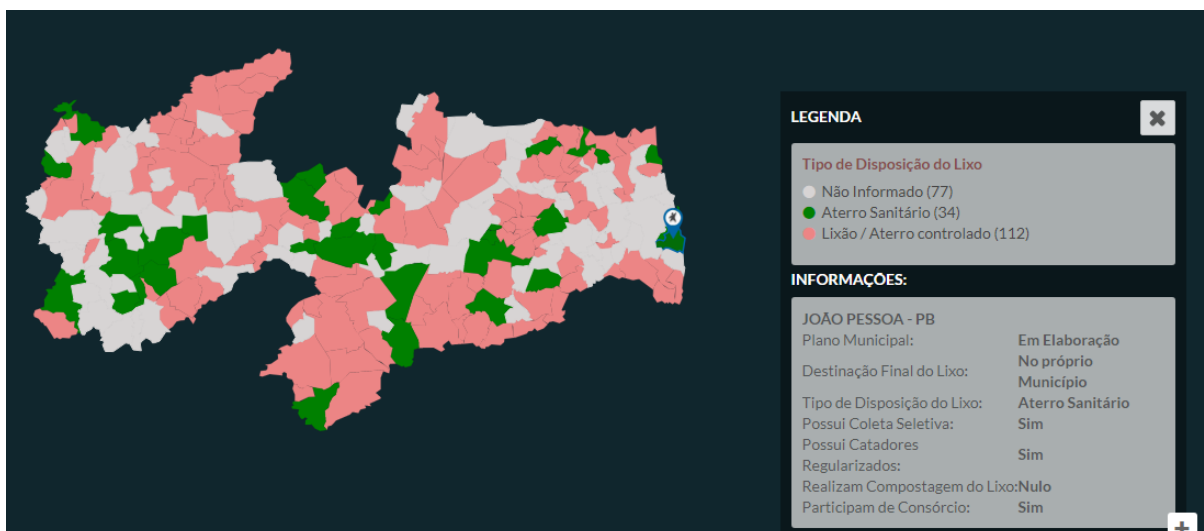 LEGENDA
Tipo de Disposição do Lixo
Não Informado (77)
Aterro Sanitário (34)
Lixão / Aterro controlado (112)
INFORMAÇÕES:
JOÃO PESSOA - PB
Plano Municipal: Em Elaboração
Destinação Final do Lixo: No próprio
Município
Tipo de Disposição do Lixo: Aterro Sanitário
Possui Coleta Seletiva: Sim
Possui Catadores
Regularizados: Sim
Realizam Compostagem do Lixo:Nulo
Participam de Consórcio: Sim